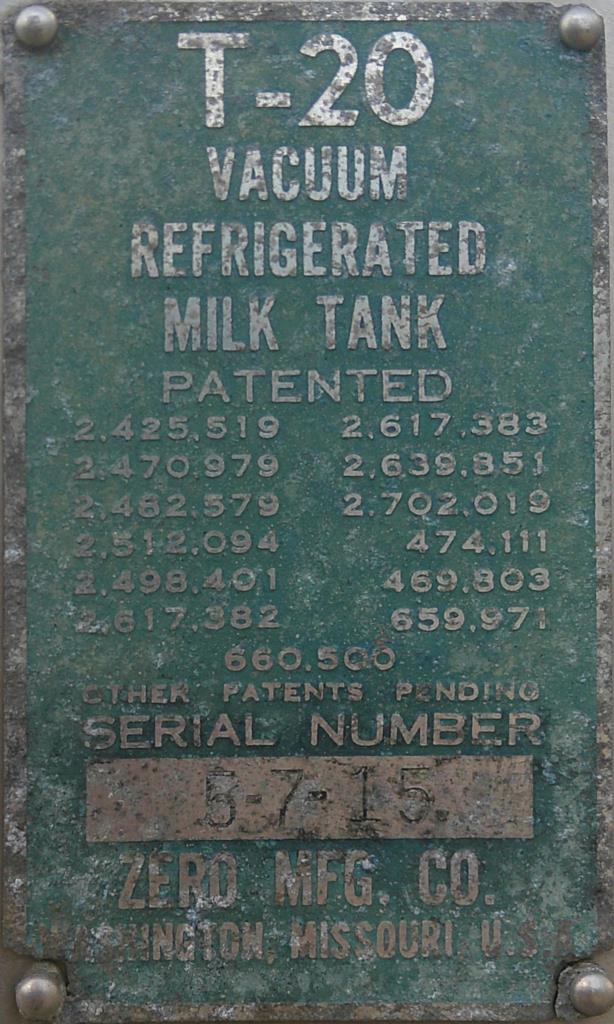 T-20
VACUUM
REFRIGERATED
MILK TANK
PATENTED
2,425,519 2,617,383
2,470,979 2,639,851
2,482,579 2,702,019
2,512,094 474,111
2,498,401 469,803
2,617,382 659,971
660,500
OTHER PATENTS PENDING
SERIAL NUMBER
5-7-15
ZERO MFG. CO.
WASHINGTON, MISSOURI U.S.A.